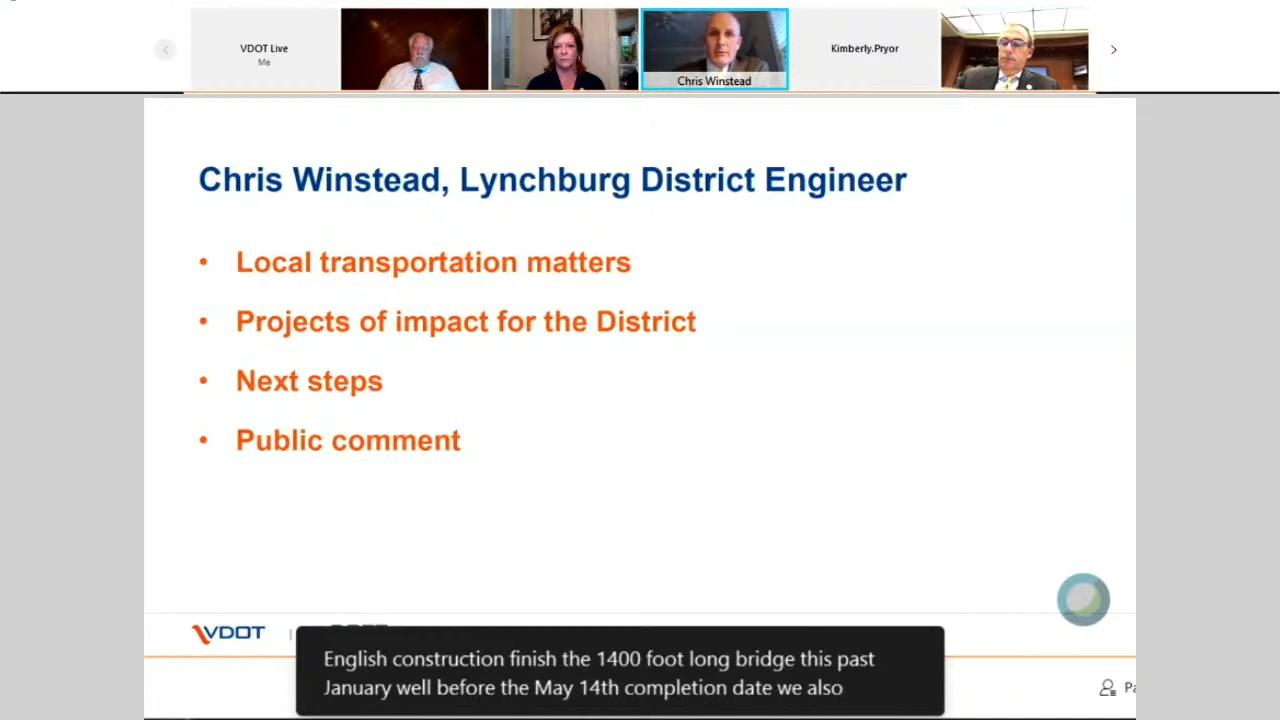 VDOT Live
Me
Chris Winstead
Kimberly.Pryor
Chris Winstead, Lynchburg District Engineer
• Local transportation matters
• Projects of impact for the District
• Next steps
• Public comment
VDOT
English construction finish the 1400 foot long bridge this past
January well before the May 14th completion date we also
Pa